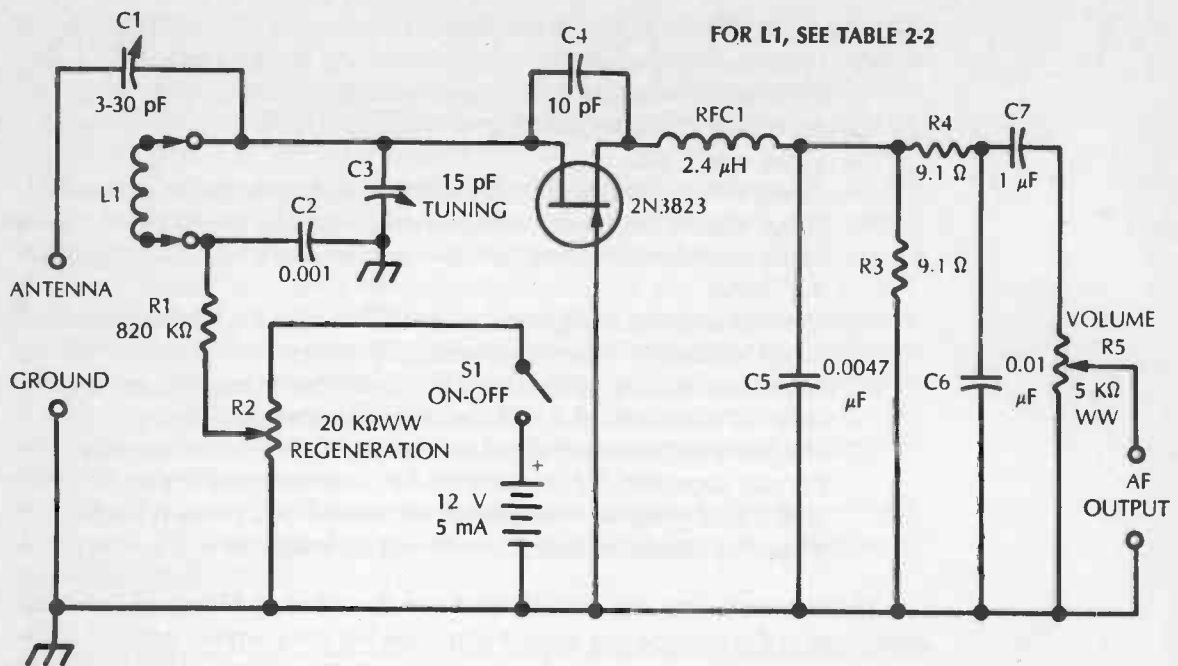 C1
3-30 pF
C4
10 pF
FOR L1, SEE TABLE 2-2
RFC1
2.4 μH
R4
9.1 Ω
C7
1 μF
L1
C3
15 pF
TUNING
2N3823
C2
0.001
R3
9.1 Ω
ANTENNA
R1
820 KΩ
VOLUME
R5
5 KΩ
WW
GROUND
S1
ON-OFF
C5
0.0047
μF
C6
0.01
μF
R2
20 KΩWW
REGENERATION
+
12 V
5 mA
AF
OUTPUT